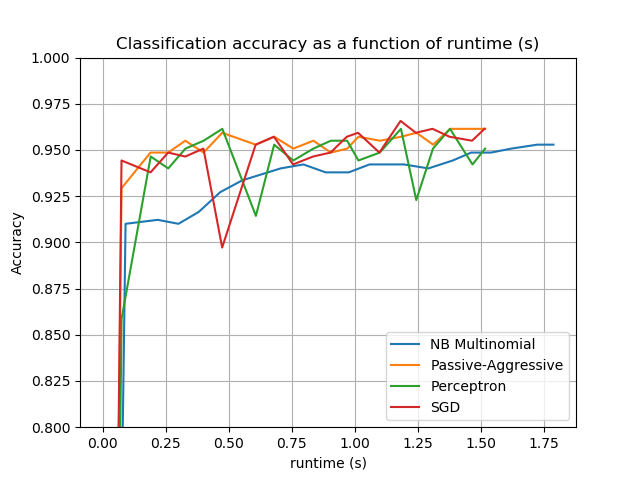 Classification accuracy as a function of runtime (s)
1.000
0.975
0.950
0.925
0.900
0.875
0.850
0.825
0.800
Accuracy
NB Multinomial
Passive-Aggressive
Perceptron
SGD
0.00 0.25 0.50 0.75 1.00 1.25 1.50 1.75
runtime (s)